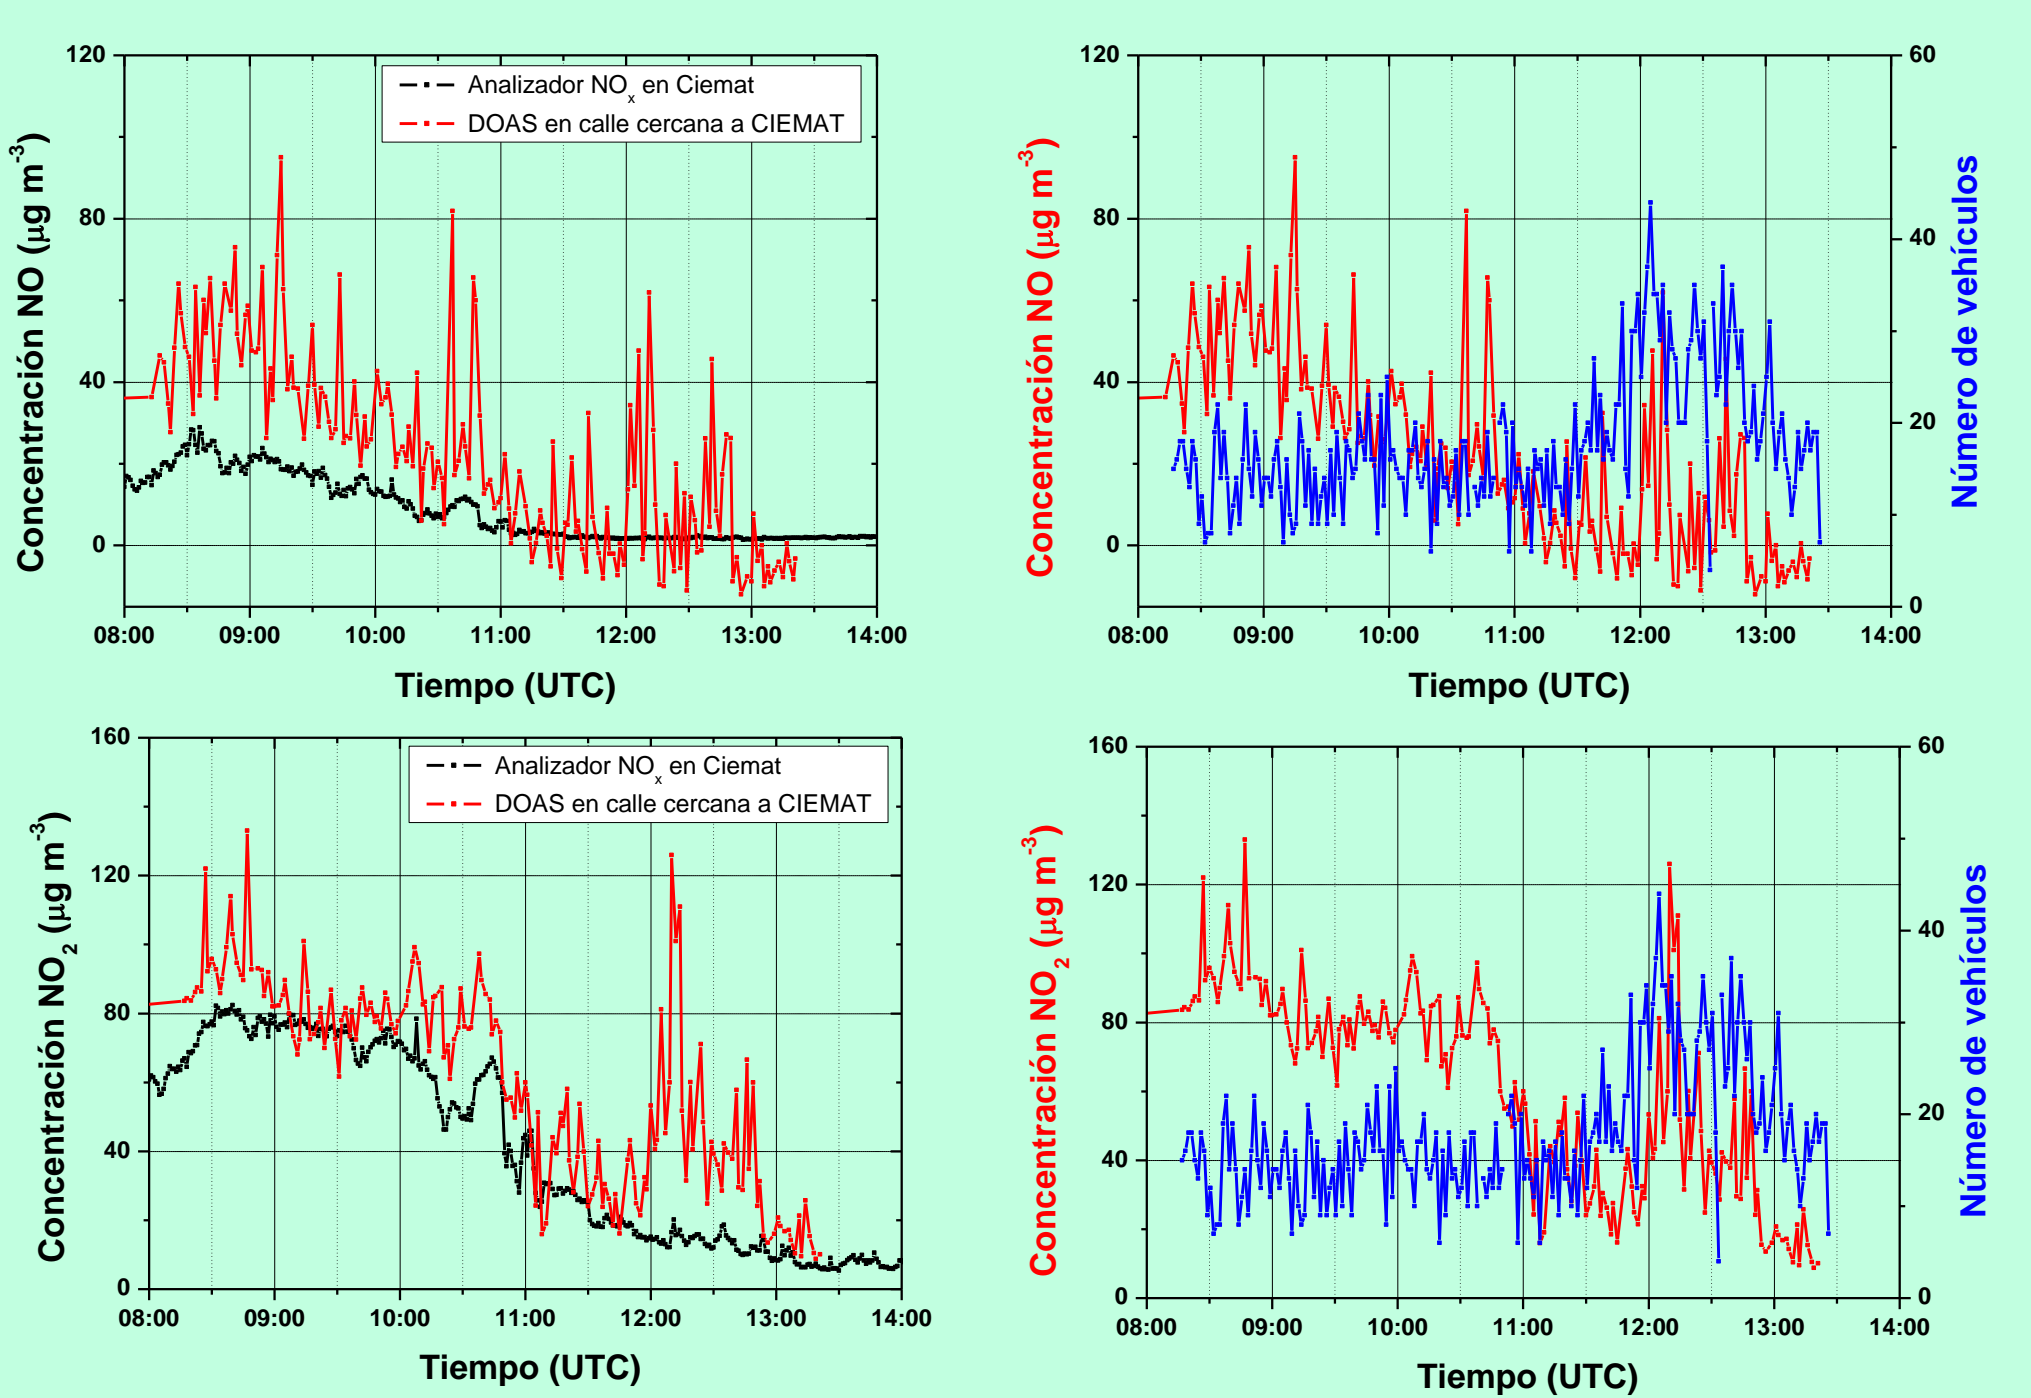 120
80
40
0
Concentración NO (μg m⁻³)
Analizador NOₓ en Ciemat
DOAS en calle cercana a CIEMAT
08:00 09:00 10:00 11:00 12:00 13:00 14:00
Tiempo (UTC)
120
80
40
0
Concentración NO (μg m⁻³)
60
40
20
0
Número de vehículos
08:00 09:00 10:00 11:00 12:00 13:00 14:00
Tiempo (UTC)
160
120
80
40
0
Concentración NO₂ (μg m⁻³)
Analizador NOₓ en Ciemat
DOAS en calle cercana a CIEMAT
08:00 09:00 10:00 11:00 12:00 13:00 14:00
Tiempo (UTC)
160
120
80
40
0
Concentración NO₂ (μg m⁻³)
60
40
20
0
Número de vehículos
08:00 09:00 10:00 11:00 12:00 13:00 14:00
Tiempo (UTC)